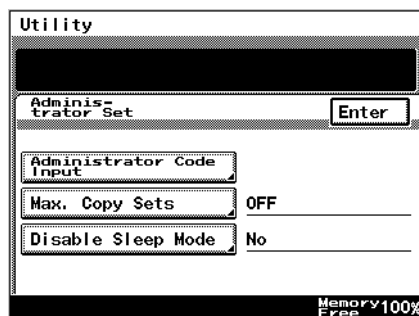 Utility
Adminis-
trator Set
Enter
Administrator Code
Input
Max. Copy Sets
OFF
Disable Sleep Mode
No
Memory
Free 100%